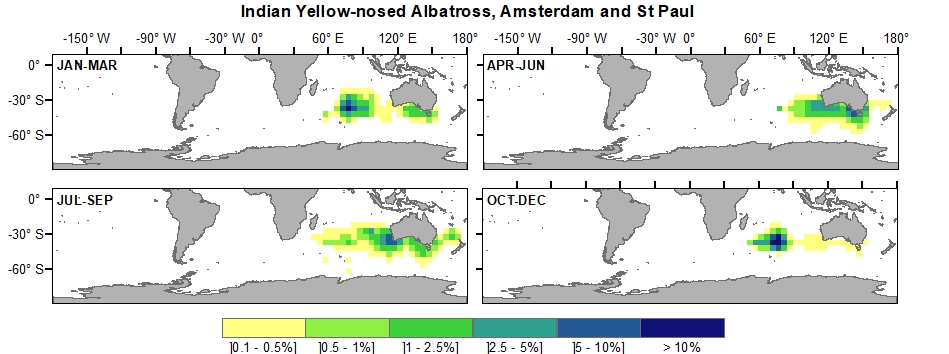 Indian Yellow-nosed Albatross, Amsterdam and St Paul
-150° W -90° W -30° W 0° 60° E 120° E 180° -150° W -90° W -30° W 0° 60° E 120° E 180°
0° JAN-MAR APR-JUN
-30° S
-60° S
0° JUL-SEP OCT-DEC
-30° S
-60° S
]0.1 - 0.5%] ]0.5 - 1%] ]1 - 2.5%] ]2.5 - 5%] ]5 - 10%] > 10%